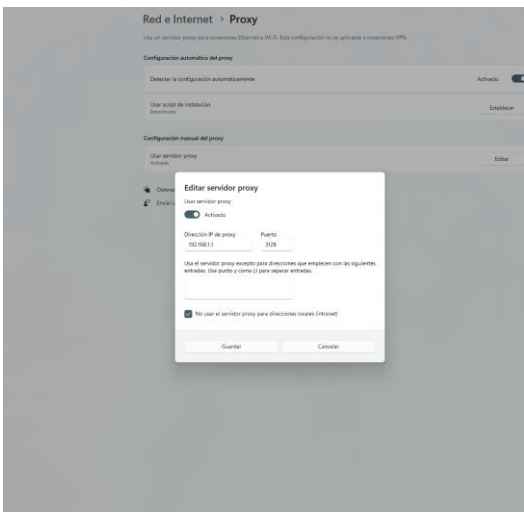 Red e Internet > Proxy
Usa un servidor proxy para conexiones Ethernet o Wi-Fi. Esta configuración no es aplicable a conexiones VPN.
Configuración automática del proxy
Detectar la configuración automáticamente
Activado
Usar script de instalación
Desactivado
Establecer
Configuración manual del proxy
Usar servidor proxy
Activado
Editar
Editar servidor proxy
Usar servidor proxy
Activado
Dirección IP de proxy
Puerto
192.168.1.1
3128
Usa el servidor proxy excepto para direcciones que empiecen con las siguientes
entradas. Usa punto y coma (;) para separar entradas.
No usar el servidor proxy para direcciones locales (intranet)
Guardar
Cancelar